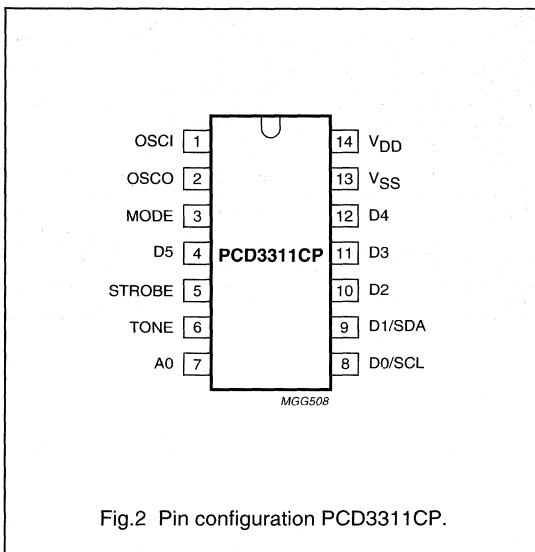 OSCI 1
OSCO 2
MODE 3
D5 4
STROBE 5
TONE 6
A0 7
PCD3311CP
14 VDD
13 VSS
12 D4
11 D3
10 D2
9 D1/SDA
8 D0/SCL
MGG508
Fig.2 Pin configuration PCD3311CP.